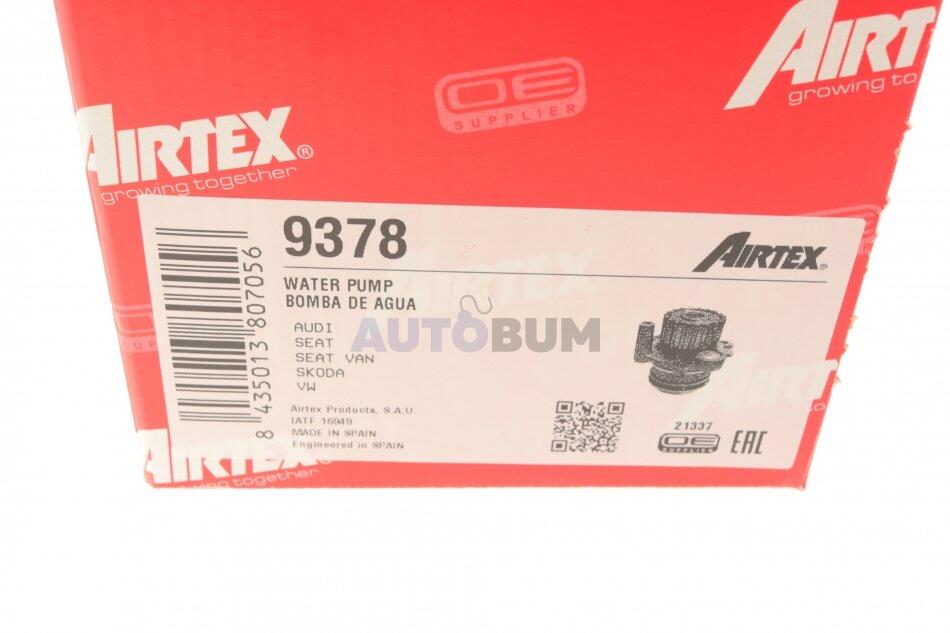 AIRT
growing to
OE
SUPPLIER
AIRTEX®
growing together
9378
AIRTEX®
WATER PUMP
BOMBA DE AGUA
AUDI
SEAT
SEAT VAN
SKODA
VW
AUTOBUM
Airtex Products, S.A.U.
IATF 16949
MADE IN SPAIN
Engineered in SPAIN
8 435013 807056
21337
OE
SUPPLIER
EAC
AIRTEX
growing together